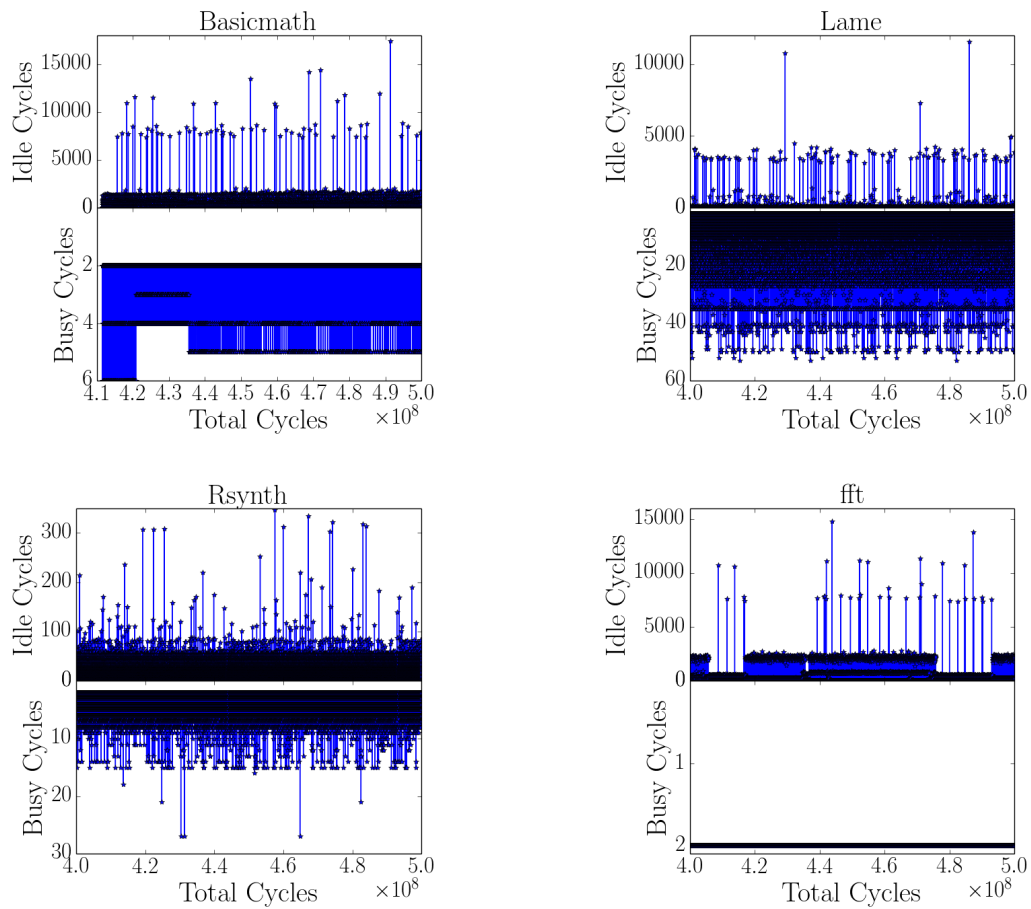 Basicmath
Idle Cycles
15000
10000
5000
0
Busy Cycles
2
4
6
4.1 4.2 4.3 4.4 4.5 4.6 4.7 4.8 4.9 5.0
Total Cycles ×10⁸
Lame
Idle Cycles
10000
5000
0
Busy Cycles
20
40
60
4.0 4.2 4.4 4.6 4.8 5.0
Total Cycles ×10⁸
Rsynth
Idle Cycles
300
200
100
0
Busy Cycles
10
20
30
4.0 4.2 4.4 4.6 4.8 5.0
Total Cycles ×10⁸
fft
Idle Cycles
15000
10000
5000
0
Busy Cycles
1
2
4.0 4.2 4.4 4.6 4.8 5.0
Total Cycles ×10⁸